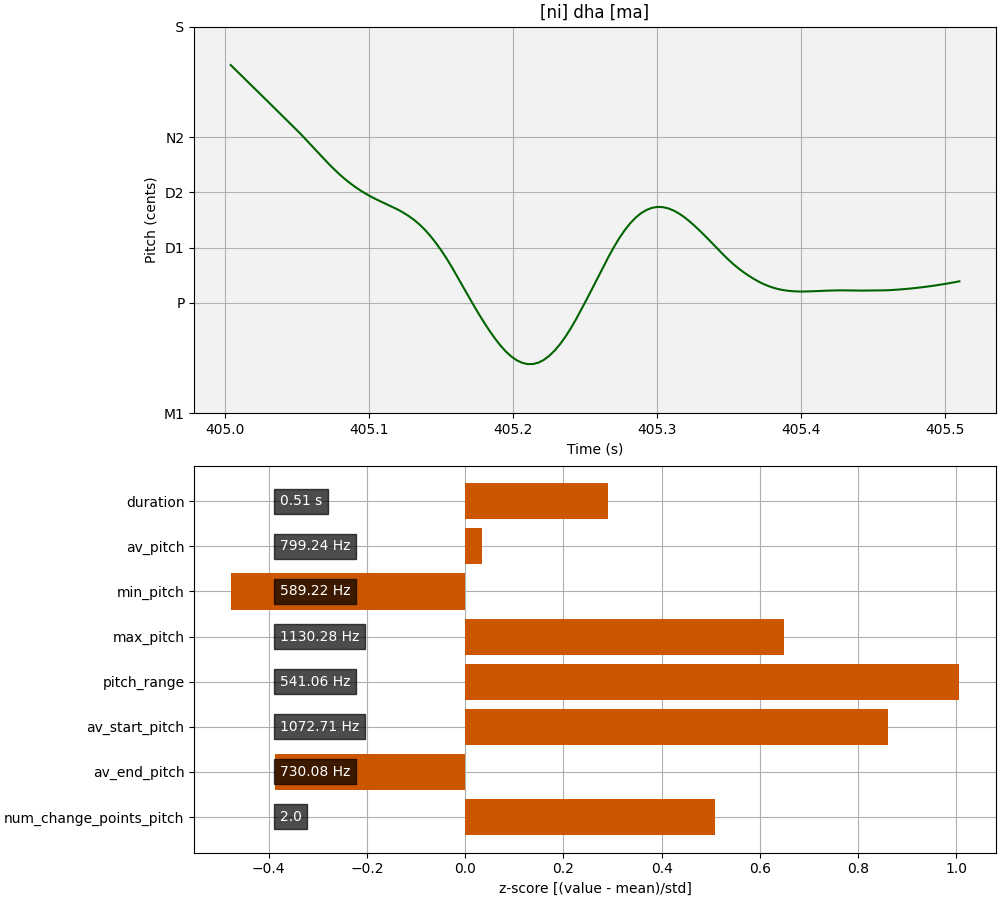 [ni] dha [ma]
S
N2
D2
D1
P
M1
Pitch (cents)
405.0 405.1 405.2 405.3 405.4 405.5
Time (s)
duration 0.51 s
av_pitch 799.24 Hz
min_pitch 589.22 Hz
max_pitch 1130.28 Hz
pitch_range 541.06 Hz
av_start_pitch 1072.71 Hz
av_end_pitch 730.08 Hz
num_change_points_pitch 2.0
−0.4 −0.2 0.0 0.2 0.4 0.6 0.8 1.0
z-score [(value - mean)/std]